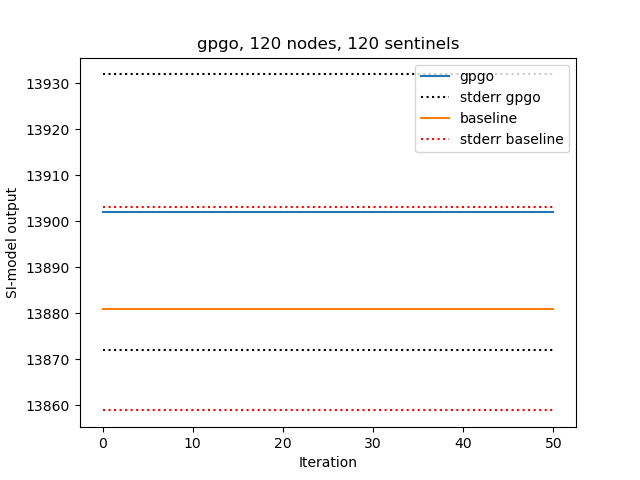 gpgo, 120 nodes, 120 sentinels
gpgo
stderr gpgo
baseline
stderr baseline
13930
13920
13910
13900
13890
13880
13870
13860
SI-model output
0 10 20 30 40 50
Iteration